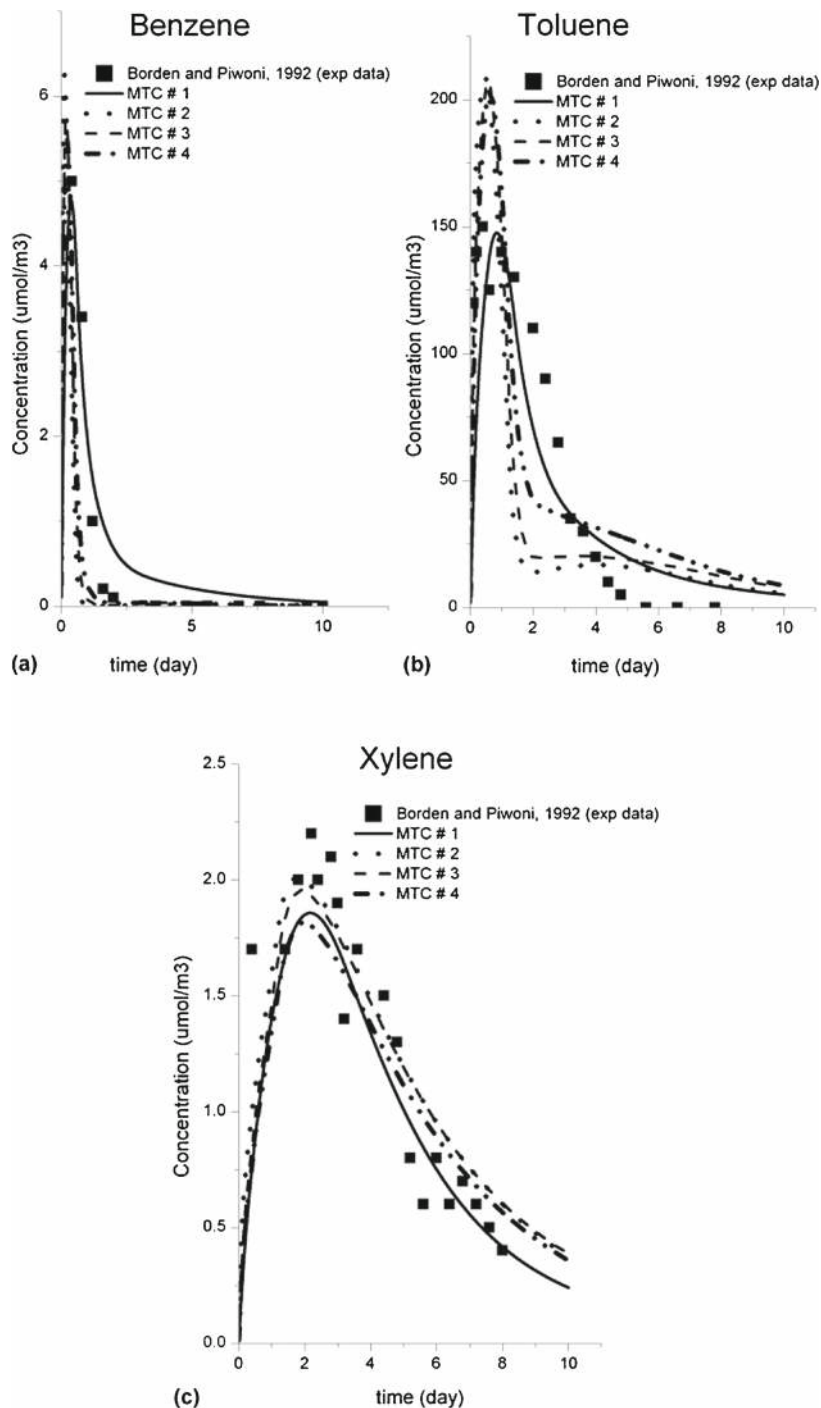 Benzene
Borden and Piwoni, 1992 (exp data)
MTC # 1
MTC # 2
MTC # 3
MTC # 4
Concentration (umol/m3)
6
4
2
0
0
5
10
time (day)
(a)
Toluene
Borden and Piwoni, 1992 (exp data)
MTC # 1
MTC # 2
MTC # 3
MTC # 4
Concentration (umol/m3)
200
150
100
50
0
0
2
4
6
8
10
time (day)
(b)
Xylene
Borden and Piwoni, 1992 (exp data)
MTC # 1
MTC # 2
MTC # 3
MTC # 4
Concentration (umol/m3)
2.5
2.0
1.5
1.0
0.5
0.0
0
2
4
6
8
10
time (day)
(c)